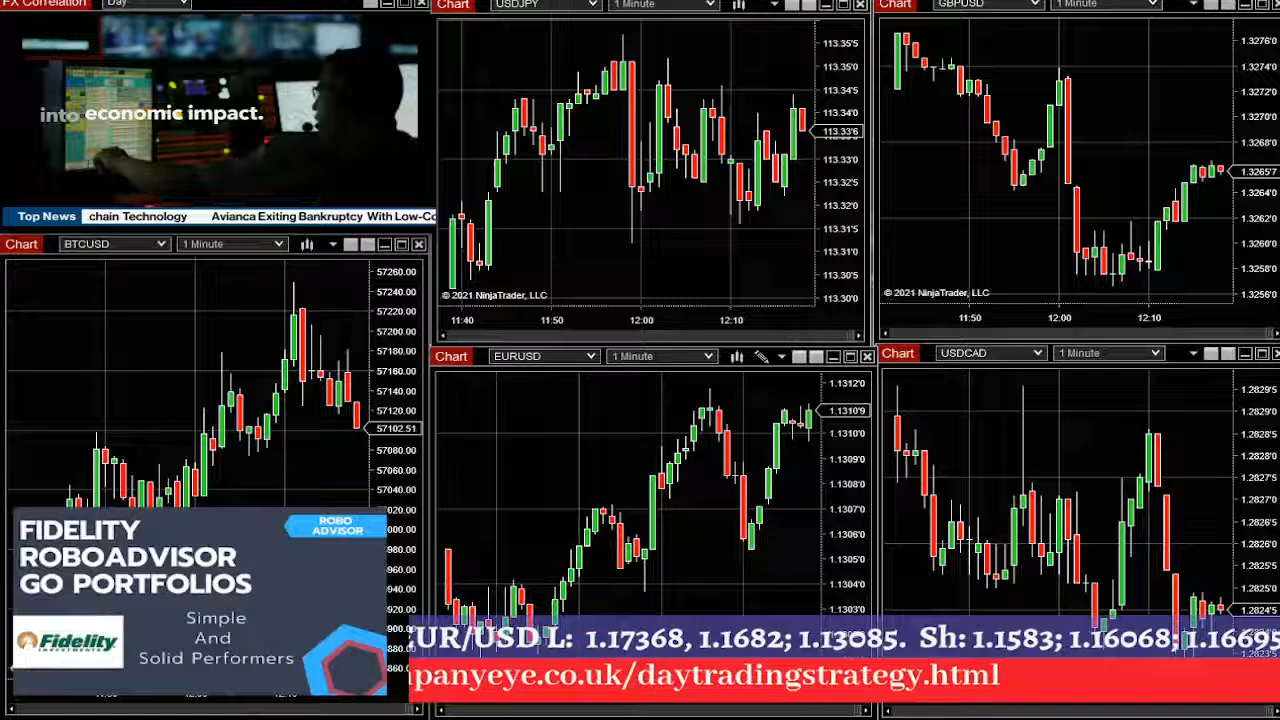 FX Correlation
Day
into economic impact.
Top News
chain Technology
Avianca Exiting Bankruptcy With Low-Co
Chart
USDJPY
1 Minute
113.35'5
113.35'0
113.34'5
113.34'0
113.33'6
113.33'0
113.32'5
113.32'0
113.31'5
113.31'0
113.30'5
113.30'0
© 2021 NinjaTrader, LLC
11:40
11:50
12:00
12:10
Chart
GBPUSD
1 Minute
1.3276'0
1.3274'0
1.3272'0
1.3270'0
1.3268'0
1.3265'7
1.3264'0
1.3262'0
1.3260'0
1.3258'0
1.3256'0
© 2021 NinjaTrader, LLC
11:50
12:00
12:10
Chart
BTCUSD
1 Minute
57260.00
57240.00
57220.00
57200.00
57180.00
57160.00
57140.00
57120.00
57102.51
57080.00
57060.00
57040.00
Chart
EURUSD
1 Minute
1.1312'0
1.1310'9
1.1310'0
1.1309'0
1.1308'0
1.1307'0
1.1306'0
1.1305'0
1.1304'0
1.1303'0
Chart
USDCAD
1 Minute
1.2829'5
1.2829'0
1.2828'5
1.2828'0
1.2827'5
1.2826'5
1.2826'0
1.2825'0
1.2824'5
FIDELITY
ROBOADVISOR
GO PORTFOLIOS
ROBO
ADVISOR
Simple
And
Solid Performers
Fidelity
INVESTMENTS
EUR/USD L: 1.17368, 1.1682; 1.13085. Sh: 1.1583; 1.16068; 1.16695
panyeye.co.uk/daytradingstrategy.html